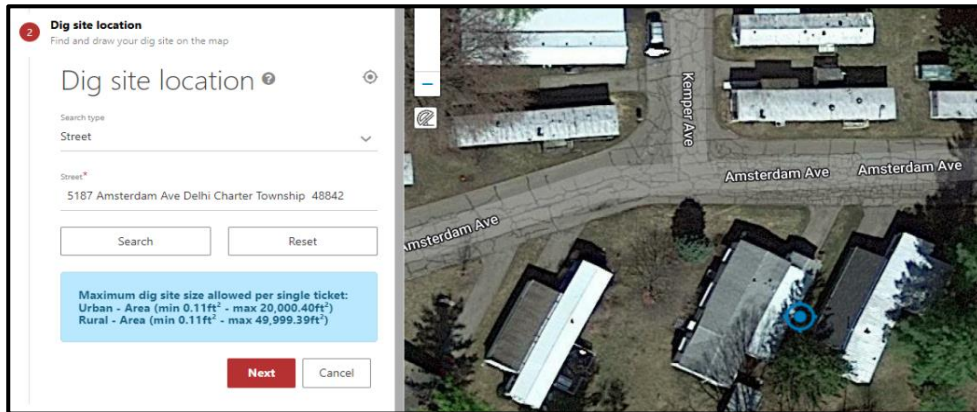 2
Dig site location
Find and draw your dig site on the map
Dig site location ?
Search type
Street
Street*
5187 Amsterdam Ave Delhi Charter Township 48842
Search
Reset
Maximum dig site size allowed per single ticket:
Urban - Area (min 0.11ft² - max 20,000.40ft²)
Rural - Area (min 0.11ft² - max 49,999.39ft²)
Next
Cancel
Kemper Ave
Amsterdam Ave
Amsterdam Ave
Amsterdam Ave